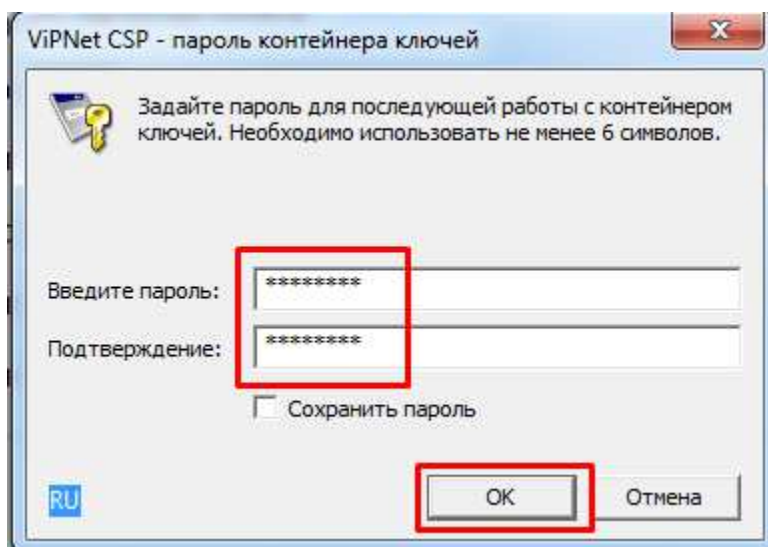 ViPNet CSP - пароль контейнера ключей
Задайте пароль для последующей работы с контейнером
ключей. Необходимо использовать не менее 6 символов.
Введите пароль: ********
Подтверждение: ********
Сохранить пароль
RU
OK
Отмена